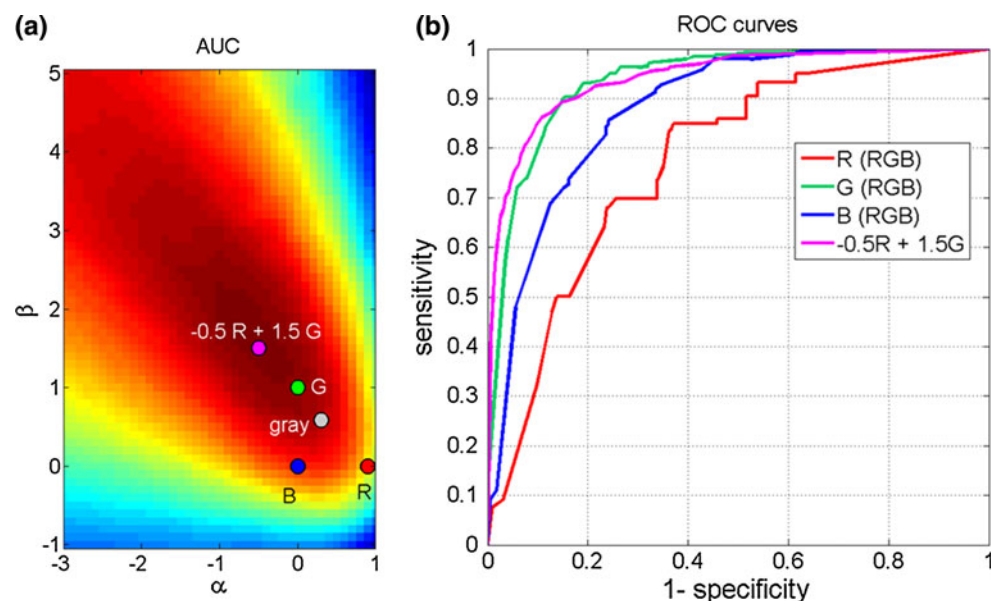 (a)
AUC
5
4
3
2
1
0
-1
β
-3
-2
-1
0
1
α
-0.5 R + 1.5 G
G
gray
B
R
(b)
ROC curves
1
0.9
0.8
0.7
0.6
0.5
0.4
0.3
0.2
0.1
0
sensitivity
0
0.2
0.4
0.6
0.8
1
1- specificity
R (RGB)
G (RGB)
B (RGB)
-0.5R + 1.5G